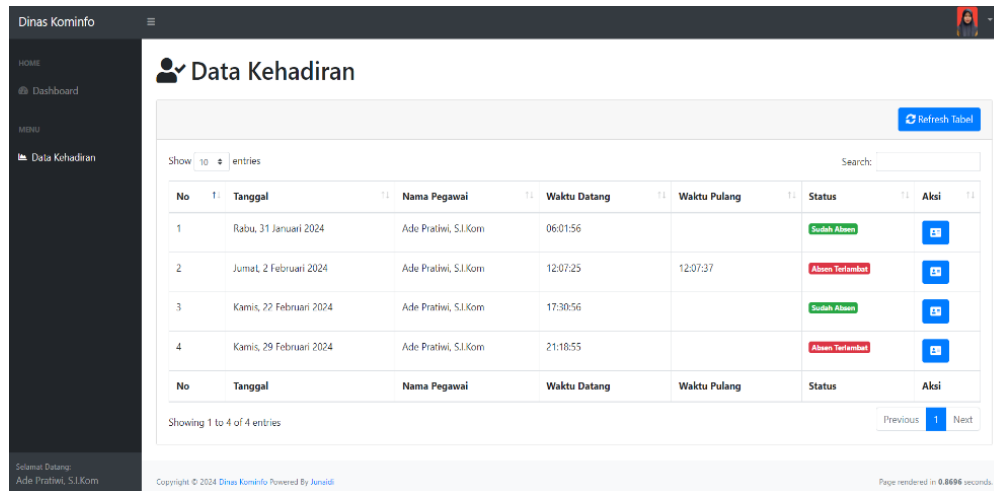 Dinas Kominfo
HOME
Dashboard
MENU
Data Kehadiran
Data Kehadiran
Refresh Tabel
Show 10 entries
Search:
No Tanggal Nama Pegawai Waktu Datang Waktu Pulang Status Aksi
1 Rabu, 31 Januari 2024 Ade Pratiwi, S.I.Kom 06:01:56 Sudah Absen
2 Jumat, 2 Februari 2024 Ade Pratiwi, S.I.Kom 12:07:25 12:07:37 Absen Terlambat
3 Kamis, 22 Februari 2024 Ade Pratiwi, S.I.Kom 17:30:56 Sudah Absen
4 Kamis, 29 Februari 2024 Ade Pratiwi, S.I.Kom 21:18:55 Absen Terlambat
No Tanggal Nama Pegawai Waktu Datang Waktu Pulang Status Aksi
Showing 1 to 4 of 4 entries
Previous 1 Next
Selamat Datang:
Ade Pratiwi, S.I.Kom
Copyright © 2024 Dinas Kominfo Powered By Junaidi
Page rendered in 0.8696 seconds.